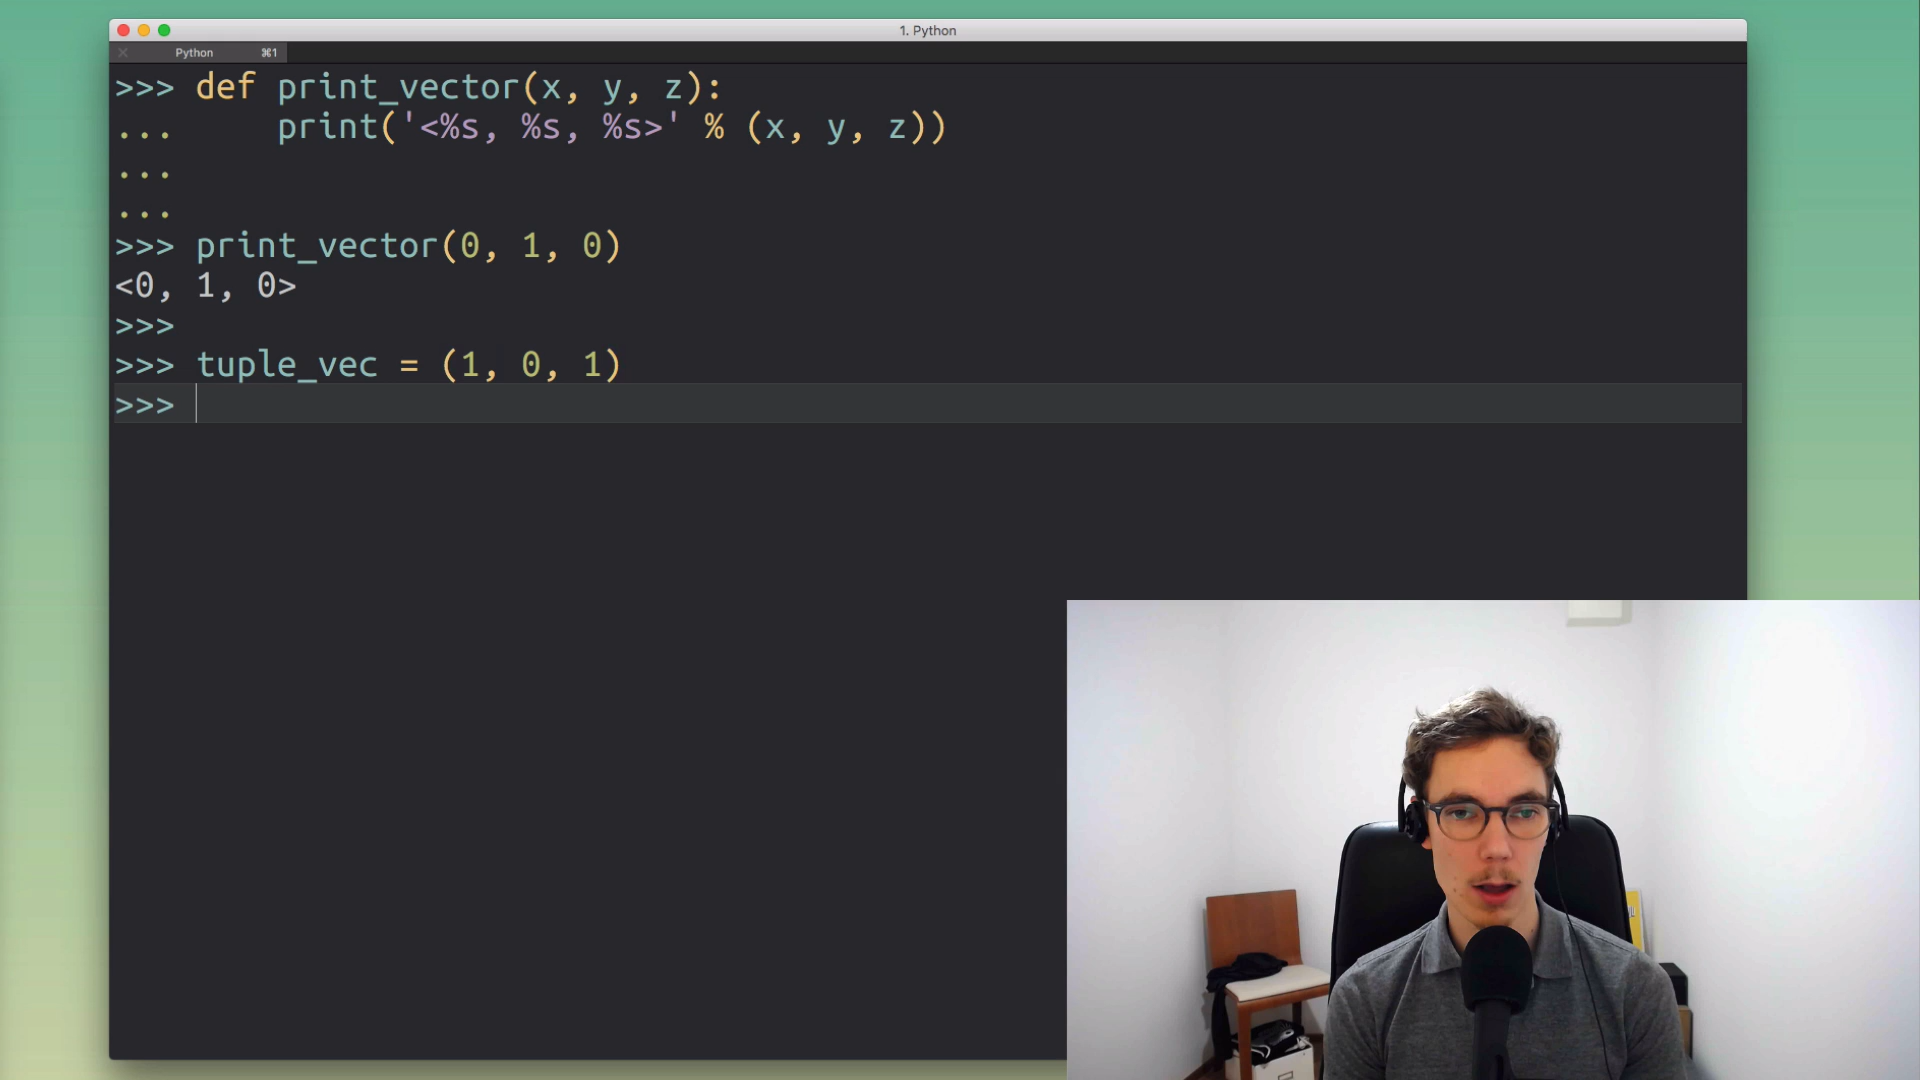 1. Python
Python ⌘1
>>> def print_vector(x, y, z):
...     print('<%s, %s, %s>' % (x, y, z))
...
...
>>> print_vector(0, 1, 0)
<0, 1, 0>
>>>
>>> tuple_vec = (1, 0, 1)
>>>